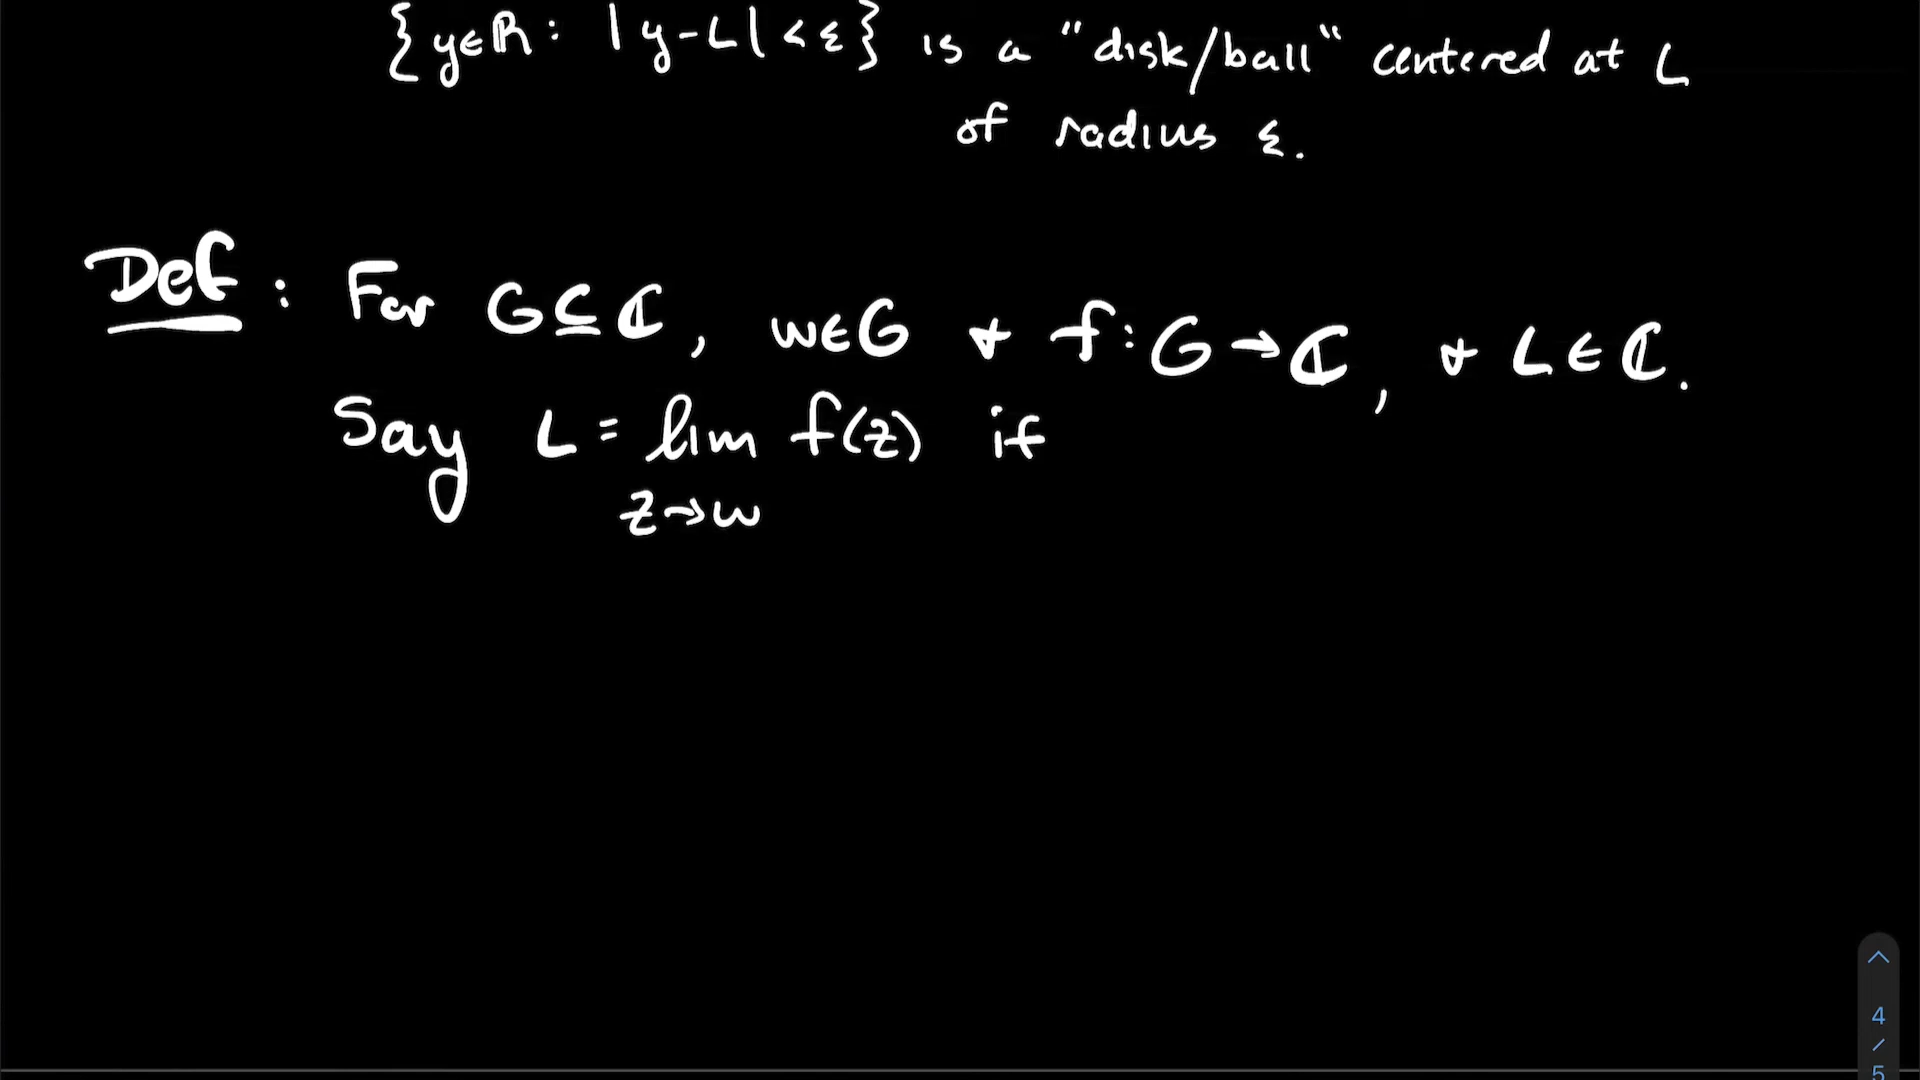 {y∈ℝ: |y-L|<ε} is a "disk/ball" centered at L
of radius ε.
Def: For G⊆ℂ, w∈G & f:G→ℂ, & L∈ℂ.
Say L = lim f(z) if
z→w
4
/
5